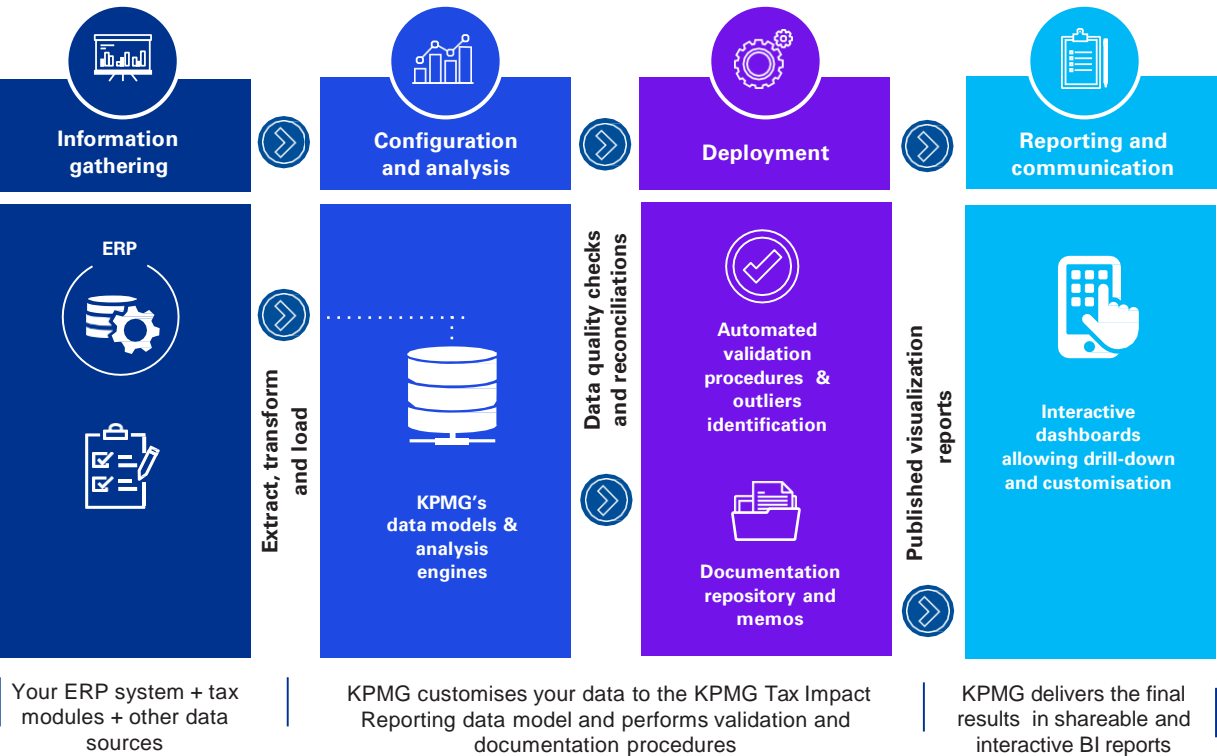 Information
gathering
Configuration
and analysis
Deployment
Reporting and
communication
ERP
Extract, transform
and load
KPMG's
data models &
analysis
engines
Data quality checks
and reconciliations
Automated
validation
procedures &
outliers
identification
Documentation
repository and
memos
Published visualization
reports
Interactive
dashboards
allowing drill-down
and customisation
Your ERP system + tax
modules + other data
sources
KPMG customises your data to the KPMG Tax Impact
Reporting data model and performs validation and
documentation procedures
KPMG delivers the final
results in shareable and
interactive BI reports